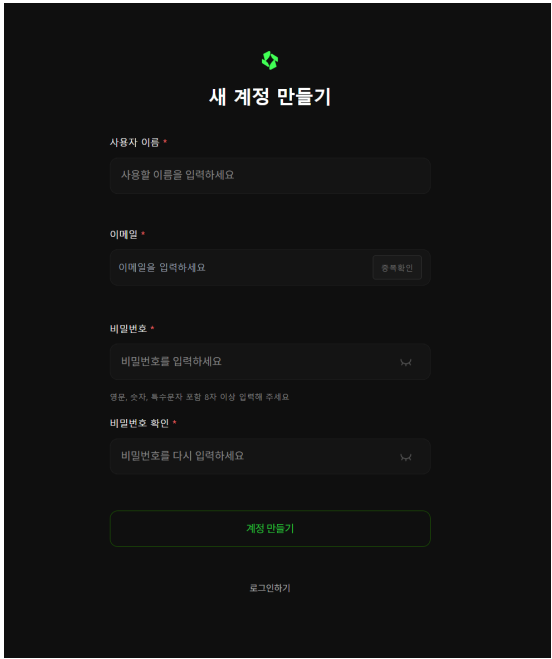 새 계정 만들기
사용자 이름 *
사용할 이름을 입력하세요
이메일 *
이메일을 입력하세요
중복확인
비밀번호 *
비밀번호를 입력하세요
영문, 숫자, 특수문자 포함 8자 이상 입력해 주세요
비밀번호 확인 *
비밀번호를 다시 입력하세요
계정 만들기
로그인하기